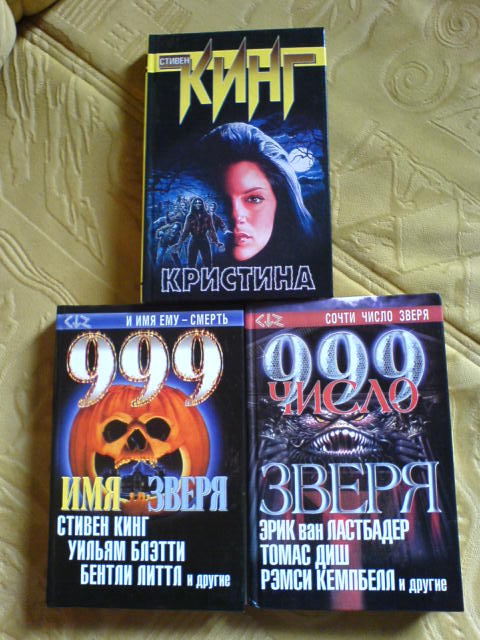 СТИВЕН
КИНГ
КРИСТИНА
И ИМЯ ЕМУ – СМЕРТЬ
999
ИМЯ ЗВЕРЯ
СТИВЕН КИНГ
УИЛЬЯМ БЛЭТТИ
БЕНТЛИ ЛИТТЛ и другие
СОЧТИ ЧИСЛО ЗВЕРЯ
999
ЧИСЛО
ЗВЕРЯ
ЭРИК ван ЛАСТБАДЕР
ТОМАС ДИШ
РЭМСИ КЕМПБЕЛЛ и другие